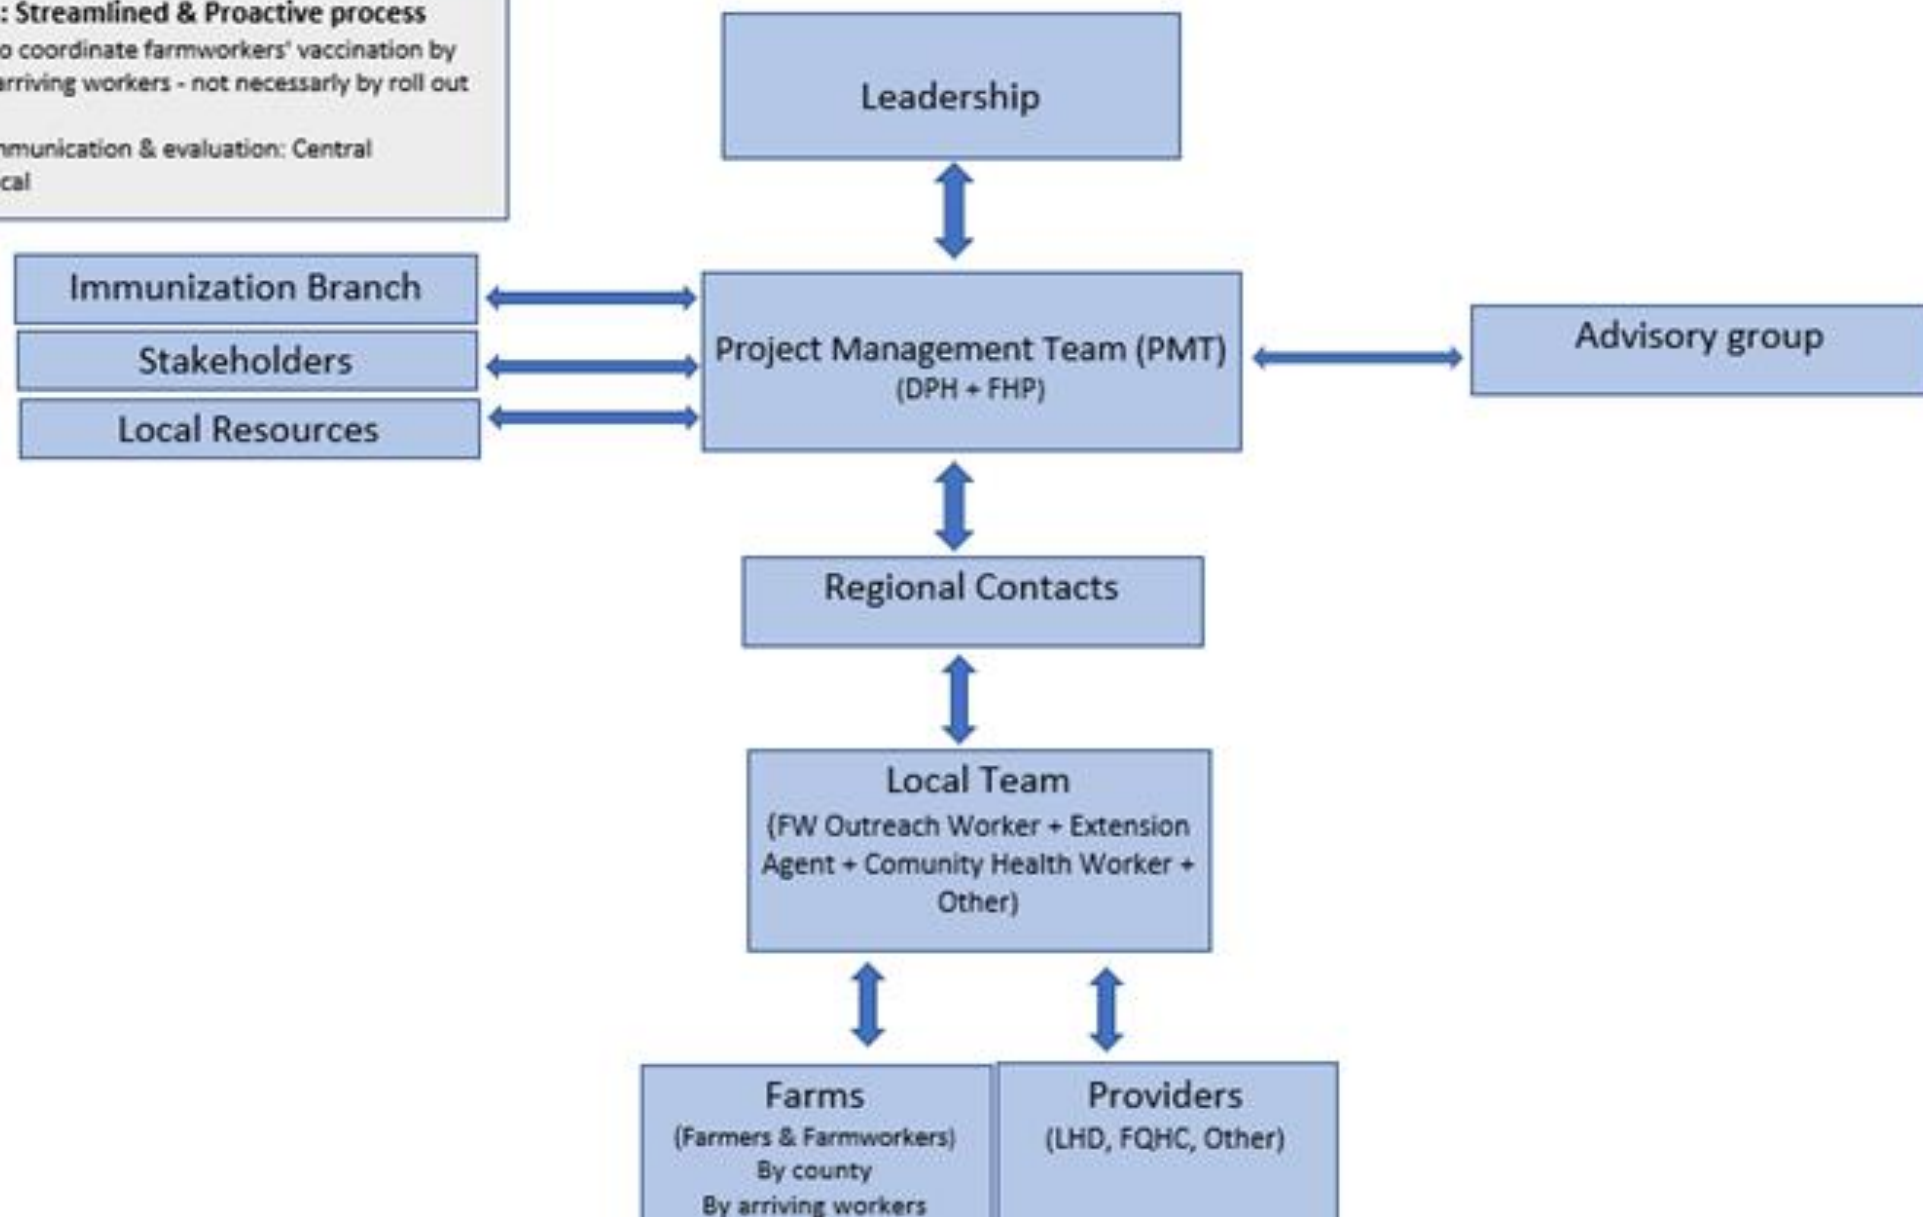 : Streamlined & Proactive process
o coordinate farmworkers' vaccination by
arriving workers - not necessarily by roll out
mmunication & evaluation: Central
cal
Leadership
Immunization Branch
Stakeholders
Local Resources
Project Management Team (PMT)
(DPH + FHP)
Advisory group
Regional Contacts
Local Team
(FW Outreach Worker + Extension
Agent + Comunity Health Worker +
Other)
Farms
(Farmers & Farmworkers)
By county
By arriving workers
Providers
(LHD, FQHC, Other)